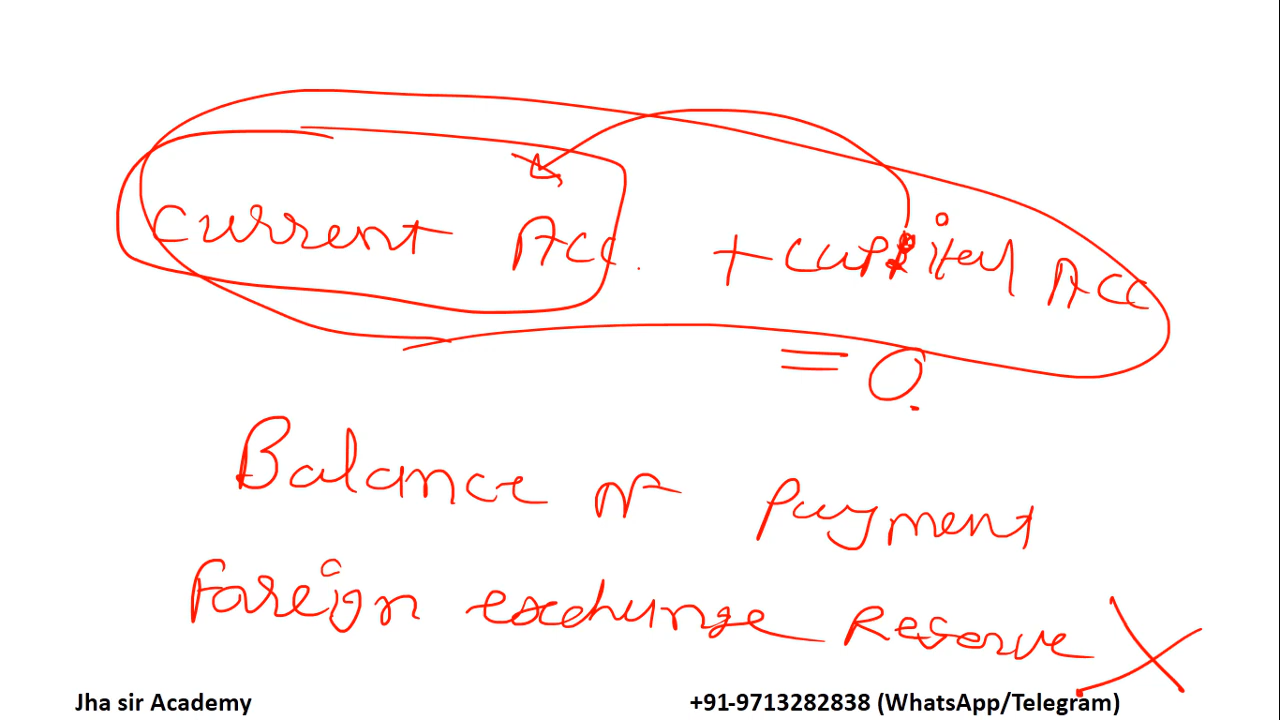 Current Acc. + Capital Acc
= 0.
Balance of Payment
Foreign exchange Reserve X
Jha sir Academy +91-9713282838 (WhatsApp/Telegram)